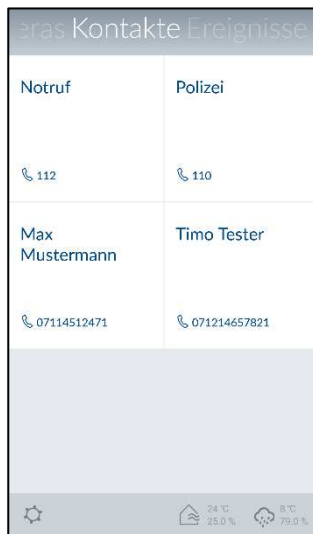 eras Kontakte Ereignisse
Notruf
Polizei
112
110
Max
Mustermann
Timo Tester
07114512471
071214657821
24 °C
25.0 %
8 °C
79.0 %